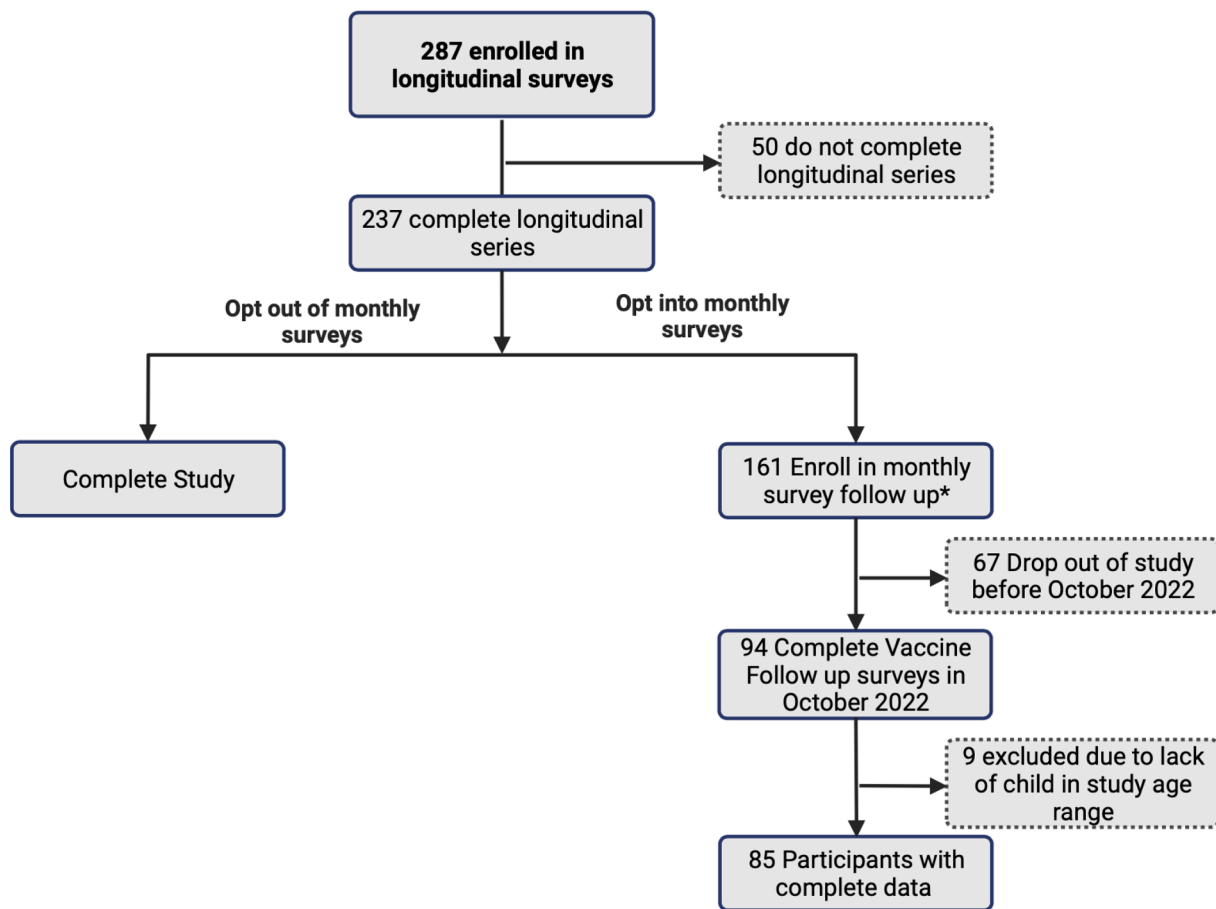 287 enrolled in
longitudinal surveys
50 do not complete
longitudinal series
237 complete longitudinal
series
Opt out of monthly
surveys
Opt into monthly
surveys
Complete Study
161 Enroll in monthly
survey follow up*
67 Drop out of study
before October 2022
94 Complete Vaccine
Follow up surveys in
October 2022
9 excluded due to lack
of child in study age
range
85 Participants with
complete data